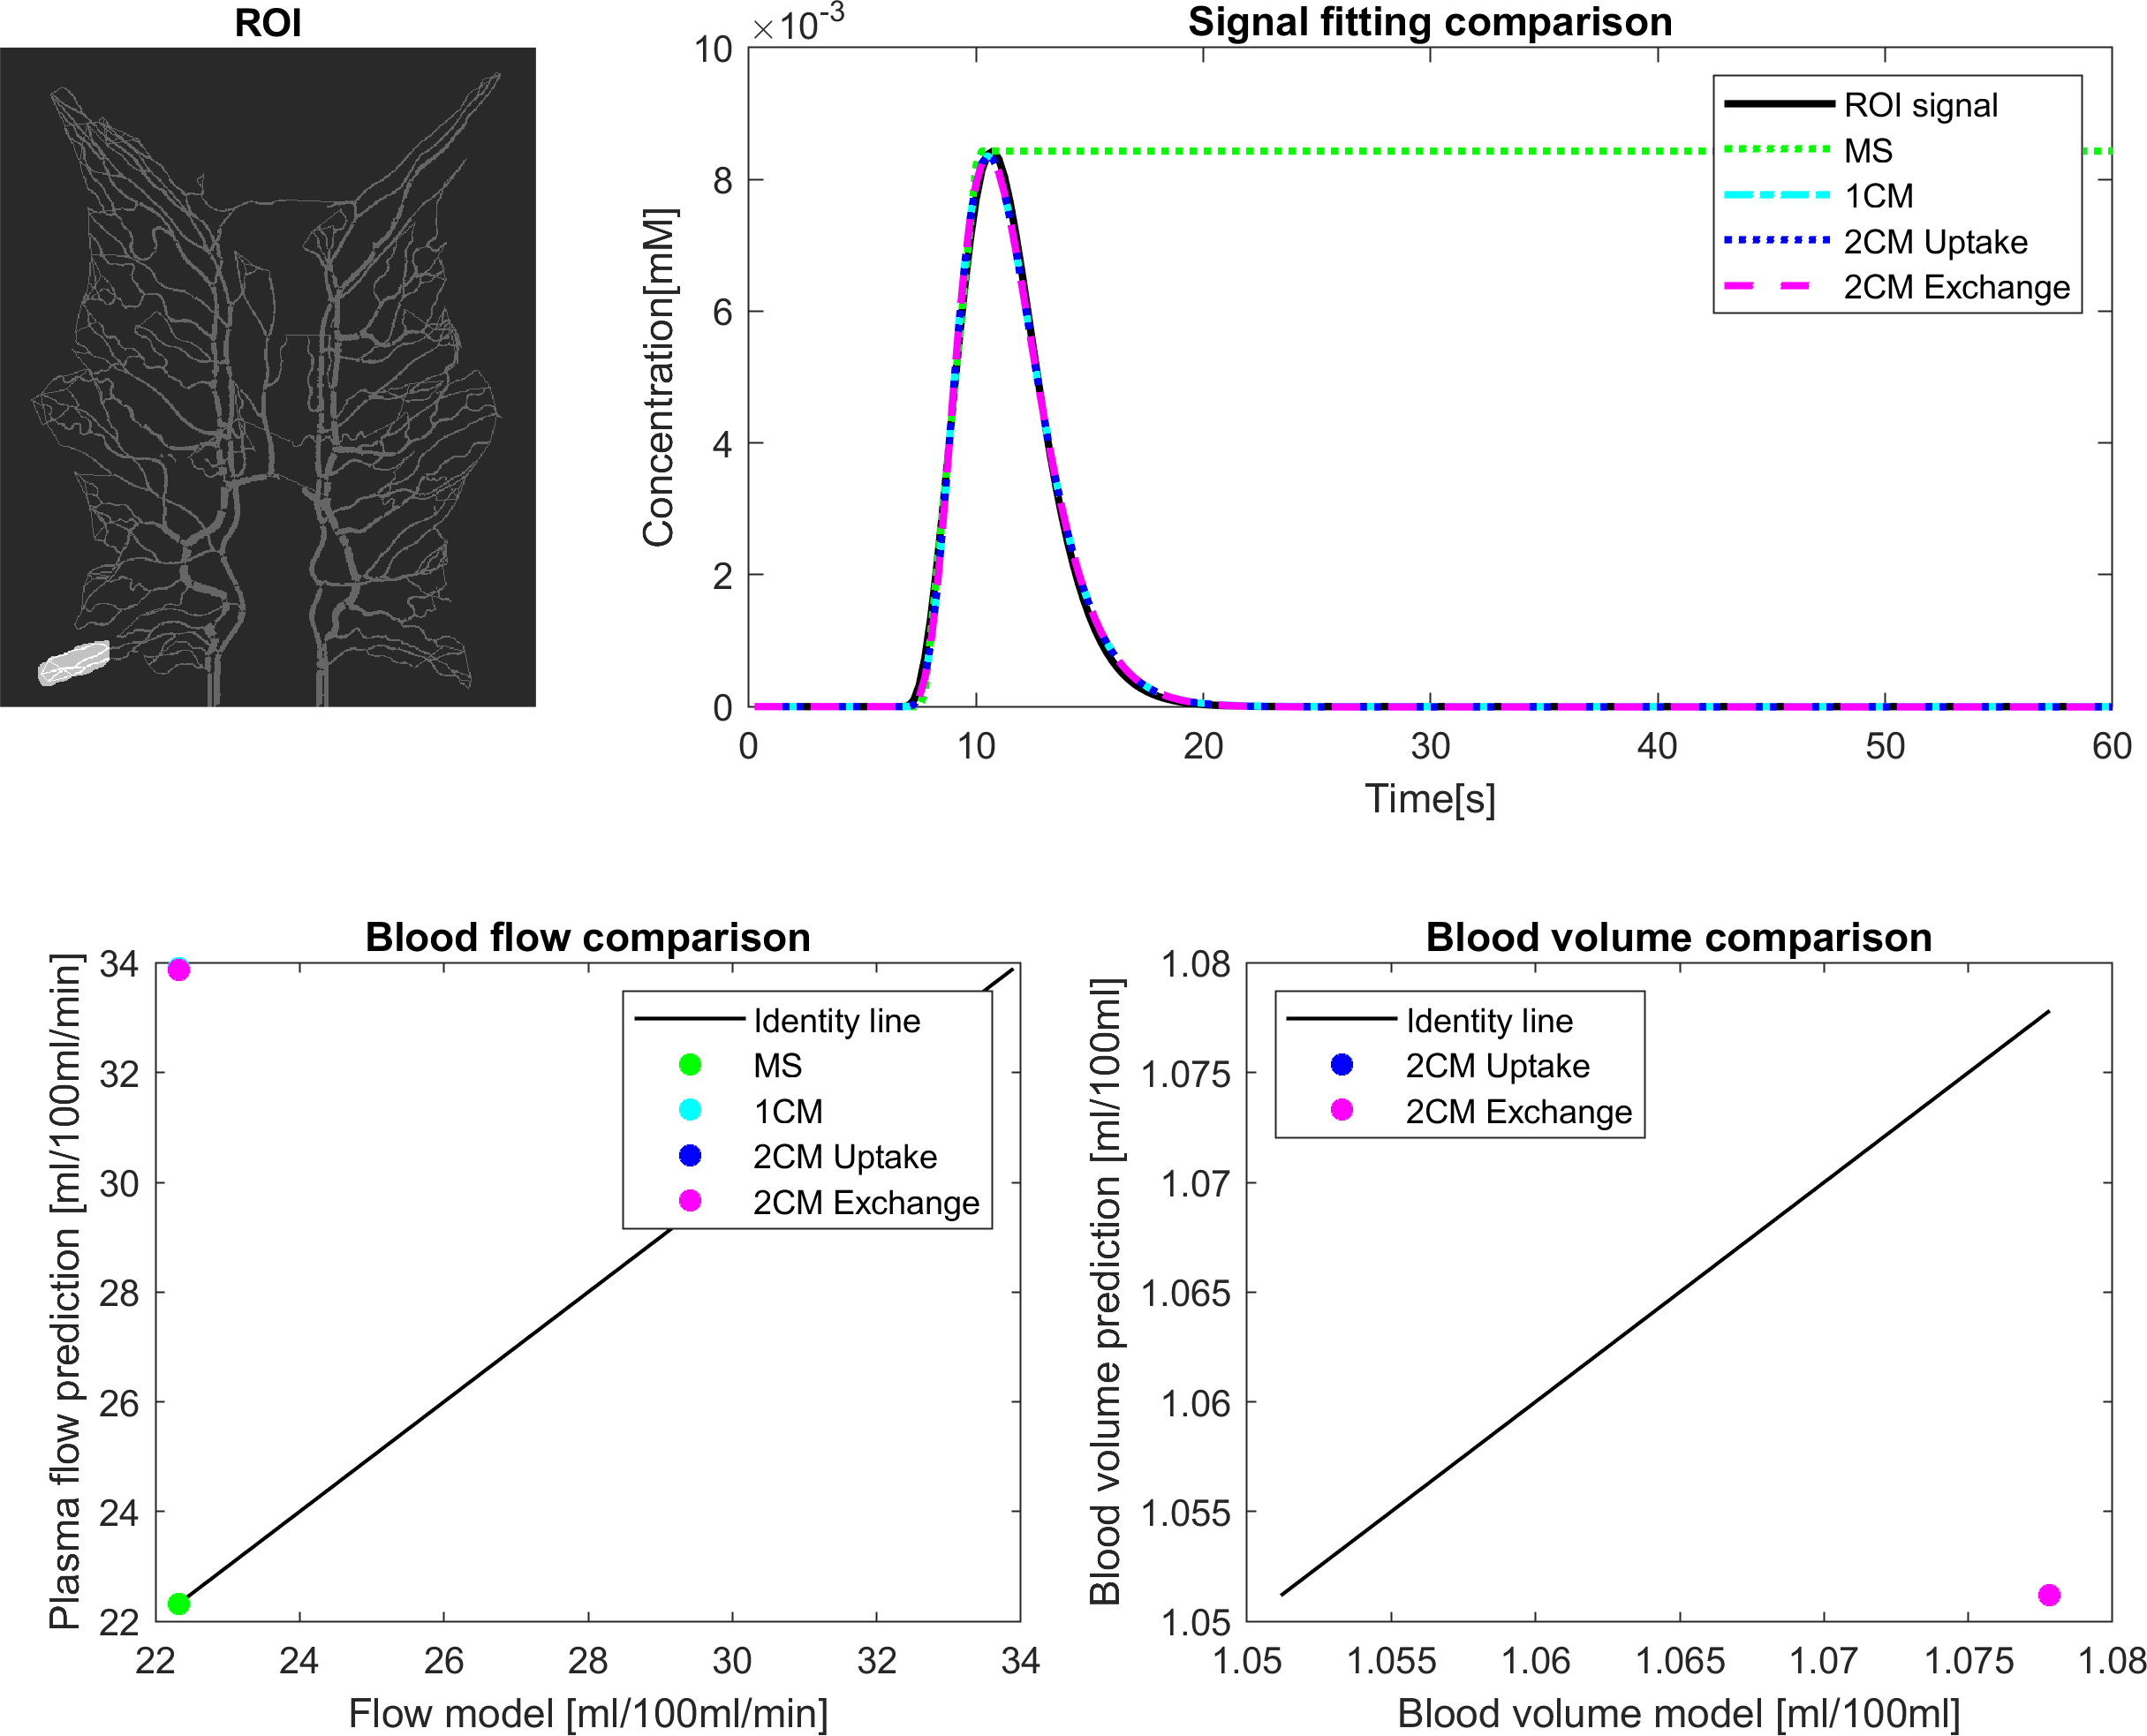 ROI
Signal fitting comparison
×10-3
10
8
6
4
2
0
Concentration[mM]
0 10 20 30 40 50 60
Time[s]
ROI signal
MS
1CM
2CM Uptake
2CM Exchange
Blood flow comparison
34
32
30
28
26
24
22
Plasma flow prediction [ml/100ml/min]
22 24 26 28 30 32 34
Flow model [ml/100ml/min]
Identity line
MS
1CM
2CM Uptake
2CM Exchange
Blood volume comparison
1.08
1.075
1.07
1.065
1.06
1.055
1.05
Blood volume prediction [ml/100ml]
1.05 1.055 1.06 1.065 1.07 1.075 1.08
Blood volume model [ml/100ml]
Identity line
2CM Uptake
2CM Exchange